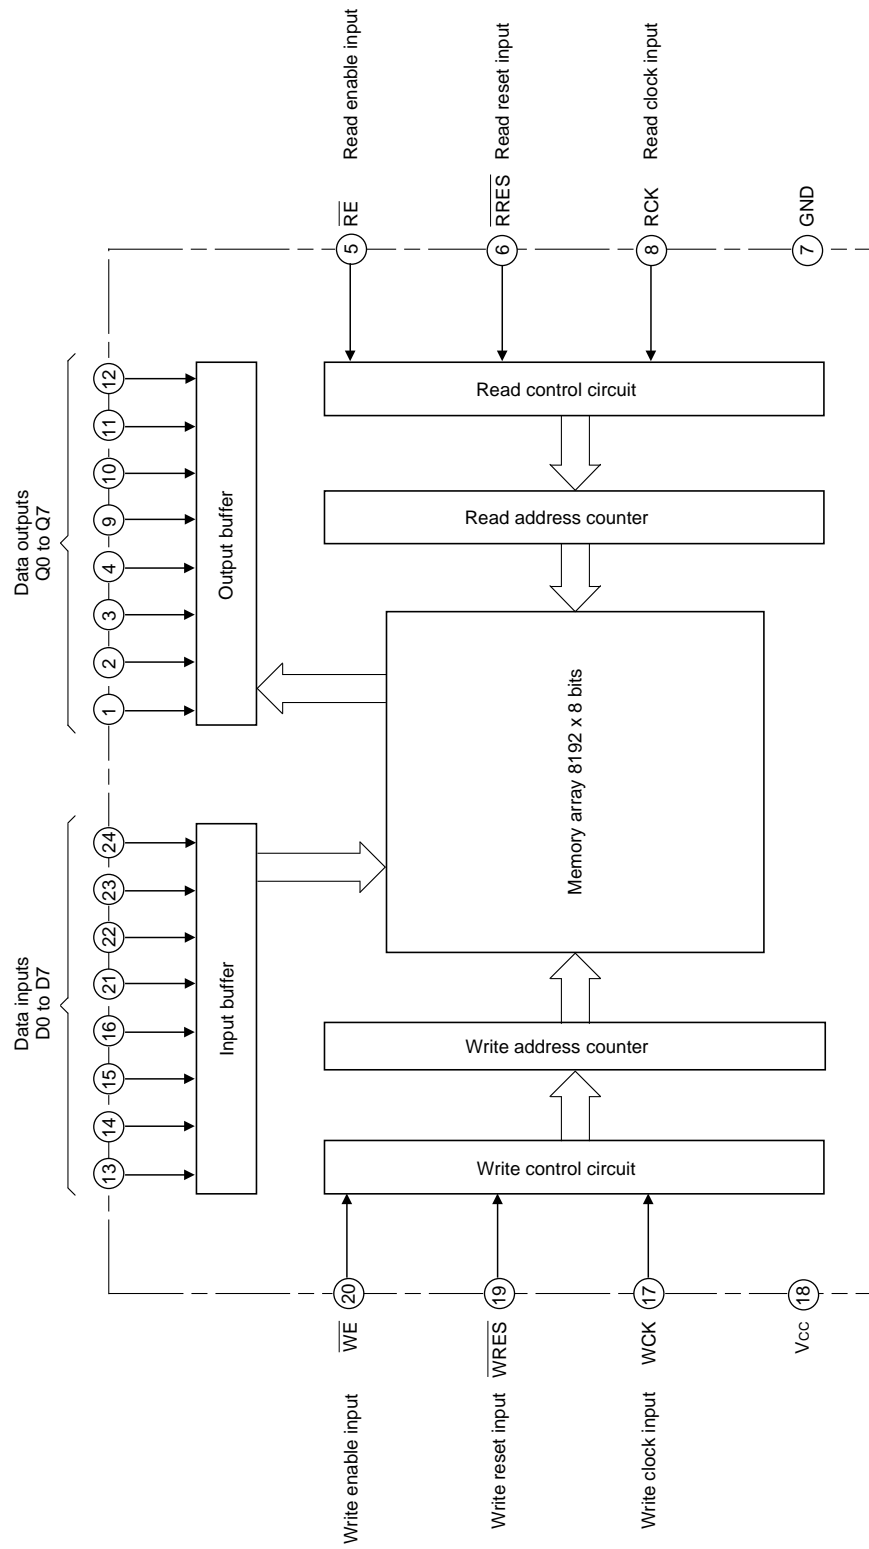 Data inputs
D0 to D7
Data outputs
Q0 to Q7
13 14 15 16 21 22 23 24
1 2 3 4 9 10 11 12
Input buffer
Output buffer
Write enable input
WE
20
5
RE
Read enable input
Write reset input
WRES
19
6
RRES
Read reset input
Write clock input
WCK
17
8
RCK
Read clock input
Vcc
18
7
GND
Write control circuit
Write address counter
Memory array 8192 x 8 bits
Read address counter
Read control circuit